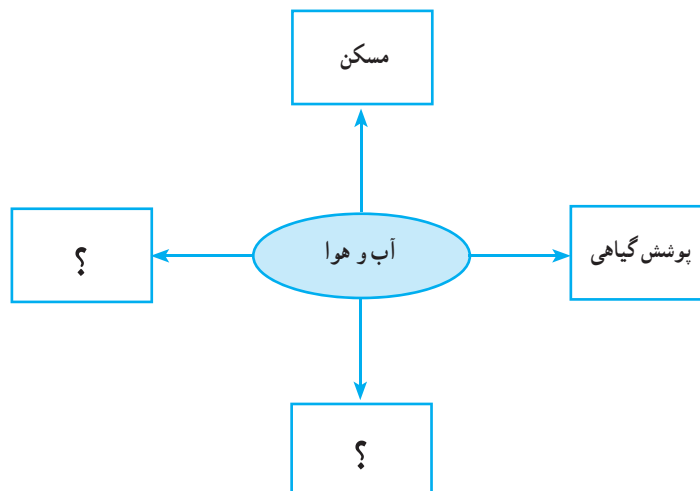 مسکن
پوشش گیاهی
آب و هوا
؟
؟